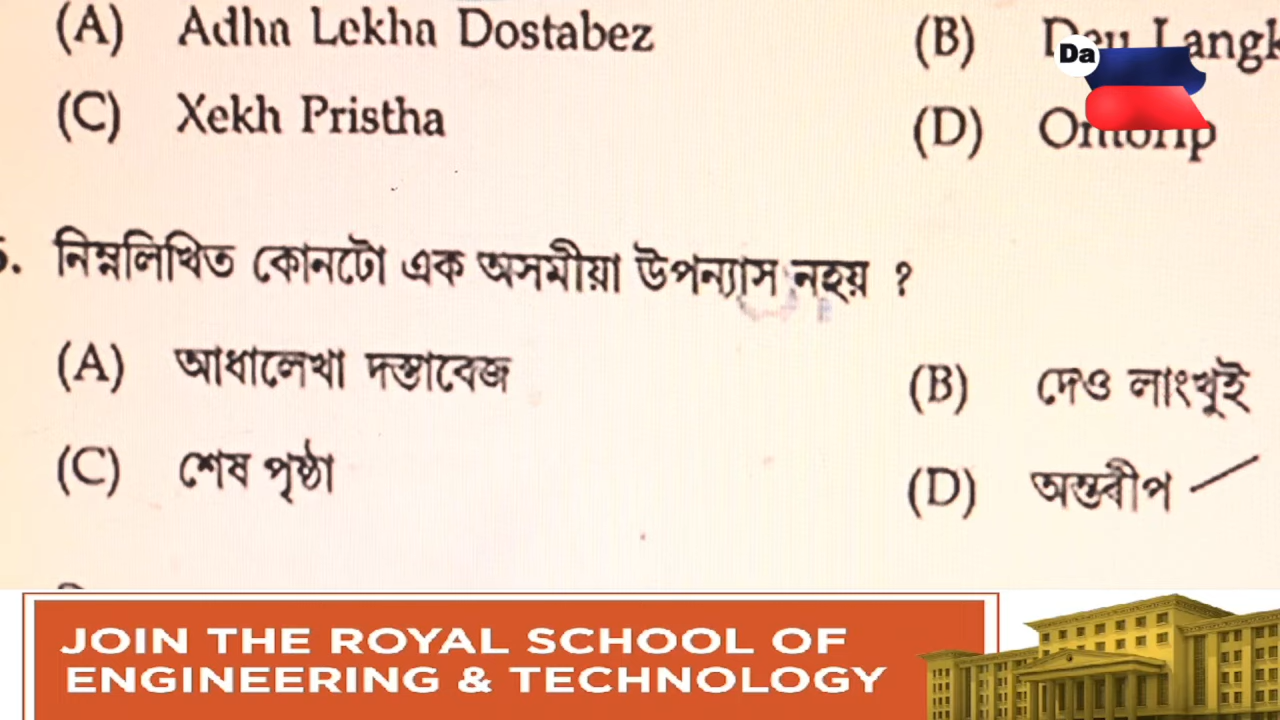 (A) Adha Lekha Dostabez (B)
(C) Xekh Pristha (D)
Da
নিম্নলিখিত কোনটো এক অসমীয়া উপন্যাস নহয় ?
(A) আধালেখা দস্তাবেজ (B) দেও লাংখুই
(C) শেষ পৃষ্ঠা (D) অন্তৰীপ
JOIN THE ROYAL SCHOOL OF
ENGINEERING & TECHNOLOGY